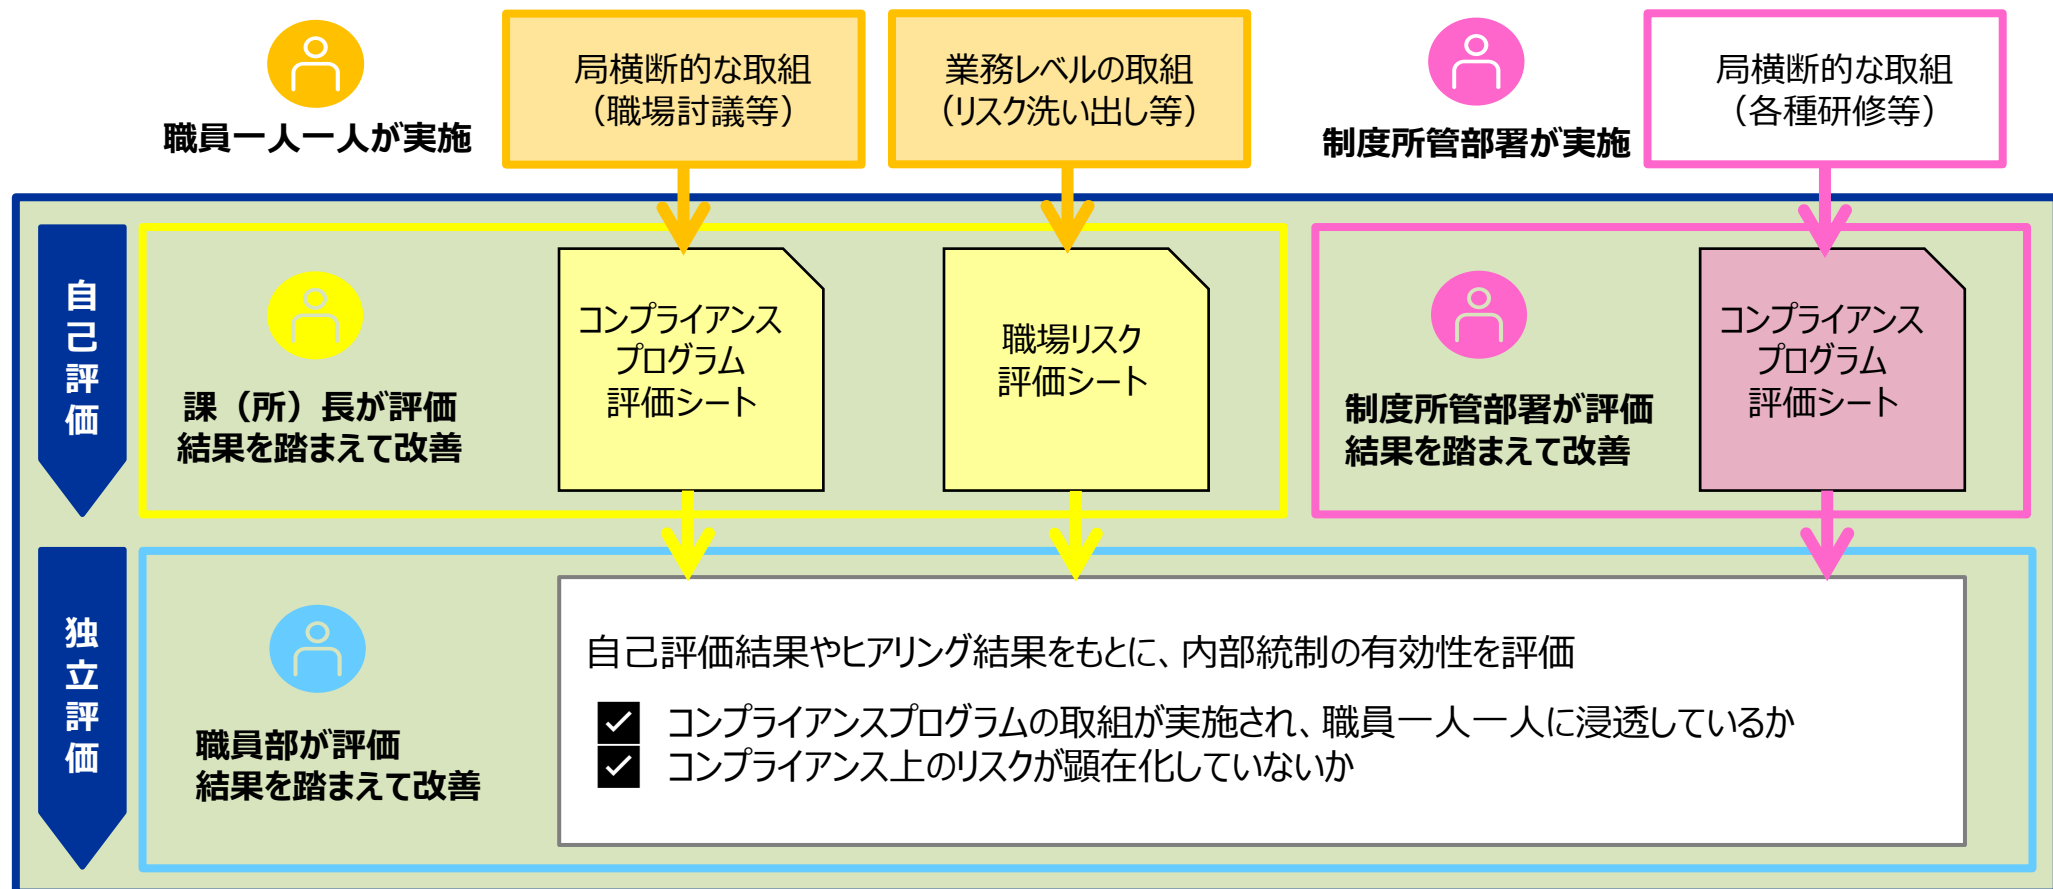 職員一人一人が実施
局横断的な取組
（職場討議等）
業務レベルの取組
（リスク洗い出し等）
制度所管部署が実施
局横断的な取組
（各種研修等）
自己評価
課（所）長が評価
結果を踏まえて改善
コンプライアンス
プログラム
評価シート
職場リスク
評価シート
制度所管部署が評価
結果を踏まえて改善
コンプライアンス
プログラム
評価シート
独立評価
職員部が評価
結果を踏まえて改善
自己評価結果やヒアリング結果をもとに、内部統制の有効性を評価
コンプライアンスプログラムの取組が実施され、職員一人一人に浸透しているか
コンプライアンス上のリスクが顕在化していないか